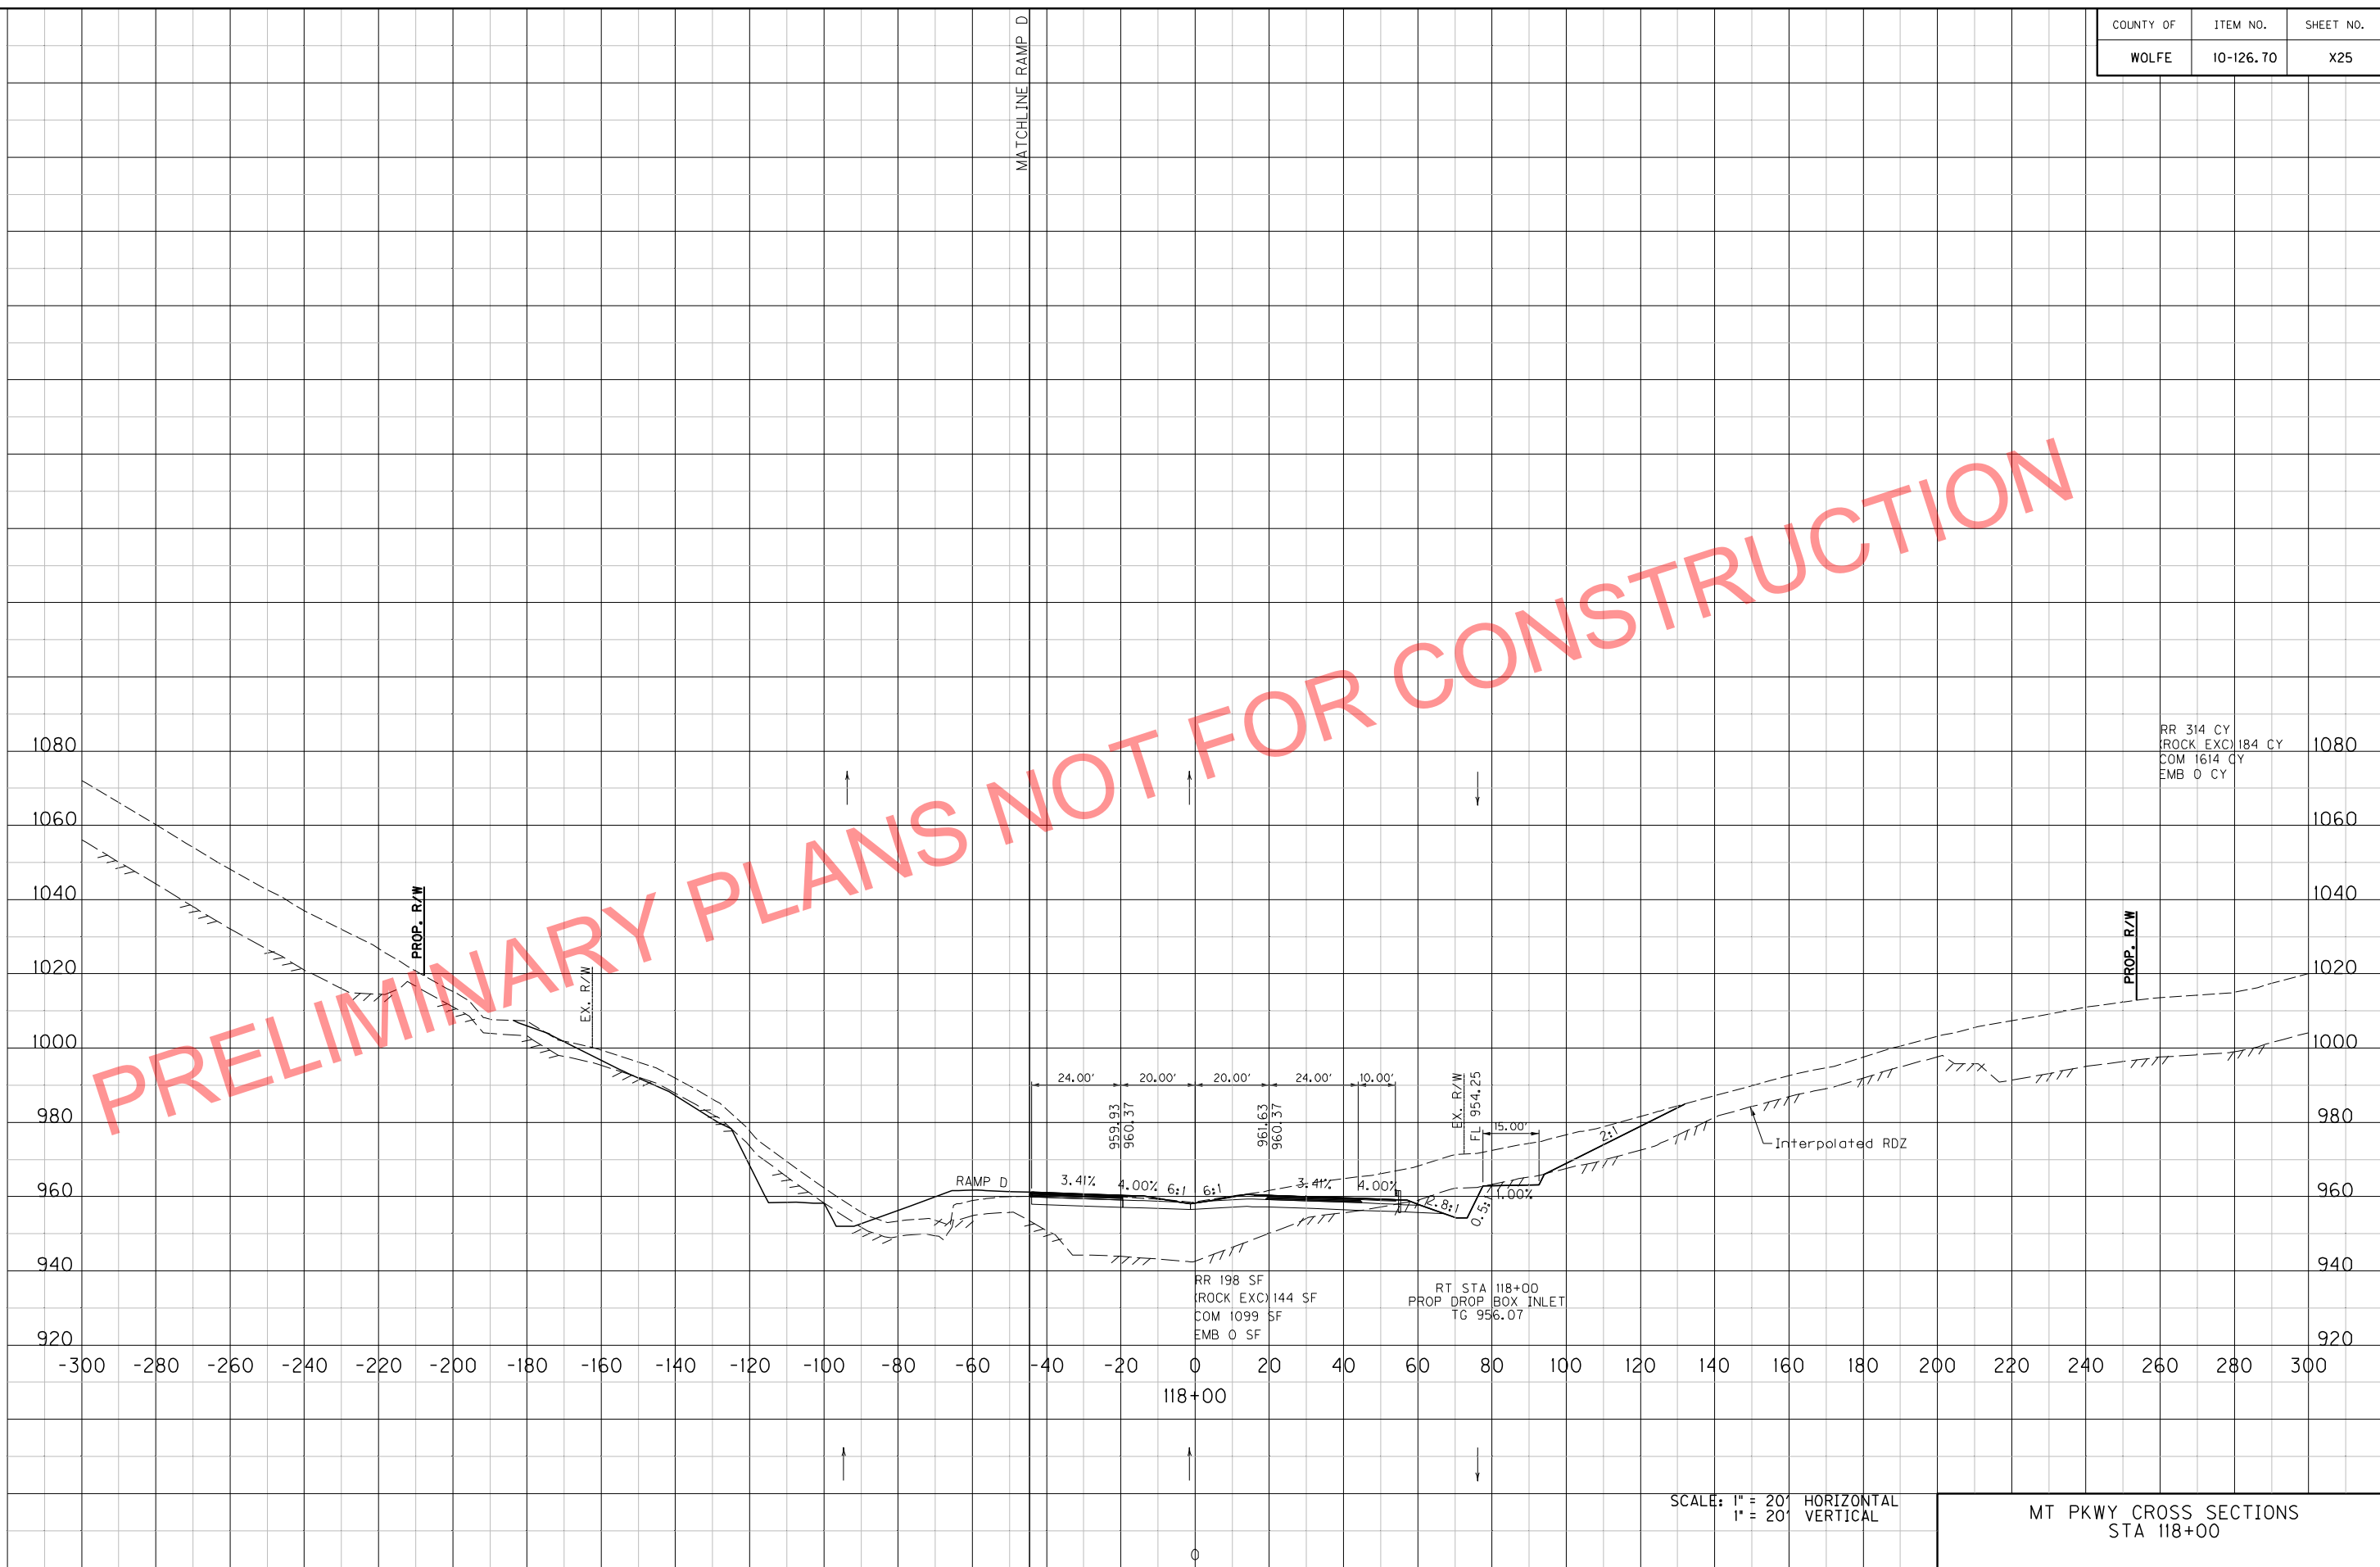 MATCHLINE RAMP D
COUNTY OF ITEM NO. SHEET NO.
WOLFE 10-126.70 X25
PRELIMINARY PLANS NOT FOR CONSTRUCTION
RR 314 CY
(ROCK EXC) 184 CY
COM 1614 CY
EMB 0 CY
1080 1080
1060 1060
1040 1040
1020 1020
1000 1000
980 980
960 960
940 940
920 920
PROP. R/W
EX. R/W
PROP. R/W
24.00' 20.00' 20.00' 24.00' 10.00'
959.93
960.37
961.63
960.37
EX. R/W
FL 954.25
15.00'
2:1
Interpolated RDZ
RAMP D
3.41% 4.00% 6:1 6:1 3.41% 4.00%
2.8:1
0.5:1
1.00%
RR 198 SF
(ROCK EXC) 144 SF
COM 1099 SF
EMB 0 SF
RT STA 118+00
PROP DROP BOX INLET
TG 956.07
-300 -280 -260 -240 -220 -200 -180 -160 -140 -120 -100 -80 -60 -40 -20 0 20 40 60 80 100 120 140 160 180 200 220 240 260 280 300
118+00
SCALE: 1" = 20' HORIZONTAL
1" = 20' VERTICAL
MT PKWY CROSS SECTIONS
STA 118+00
0